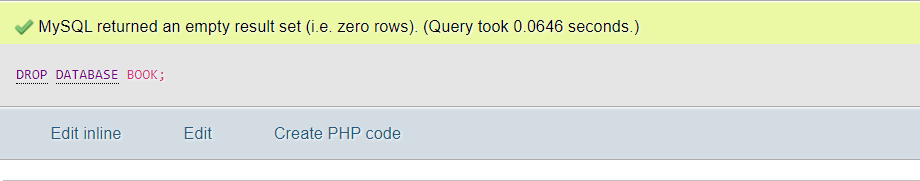 MySQL returned an empty result set (i.e. zero rows). (Query took 0.0646 seconds.)
DROP DATABASE BOOK;
Edit inline Edit Create PHP code